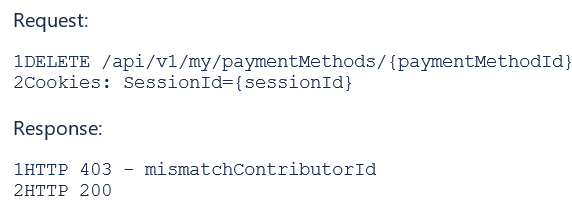 Request:
1DELETE /api/v1/my/paymentMethods/{paymentMethodId}
2Cookies: SessionId={sessionId}
Response:
1HTTP 403 – mismatchContributorId
2HTTP 200